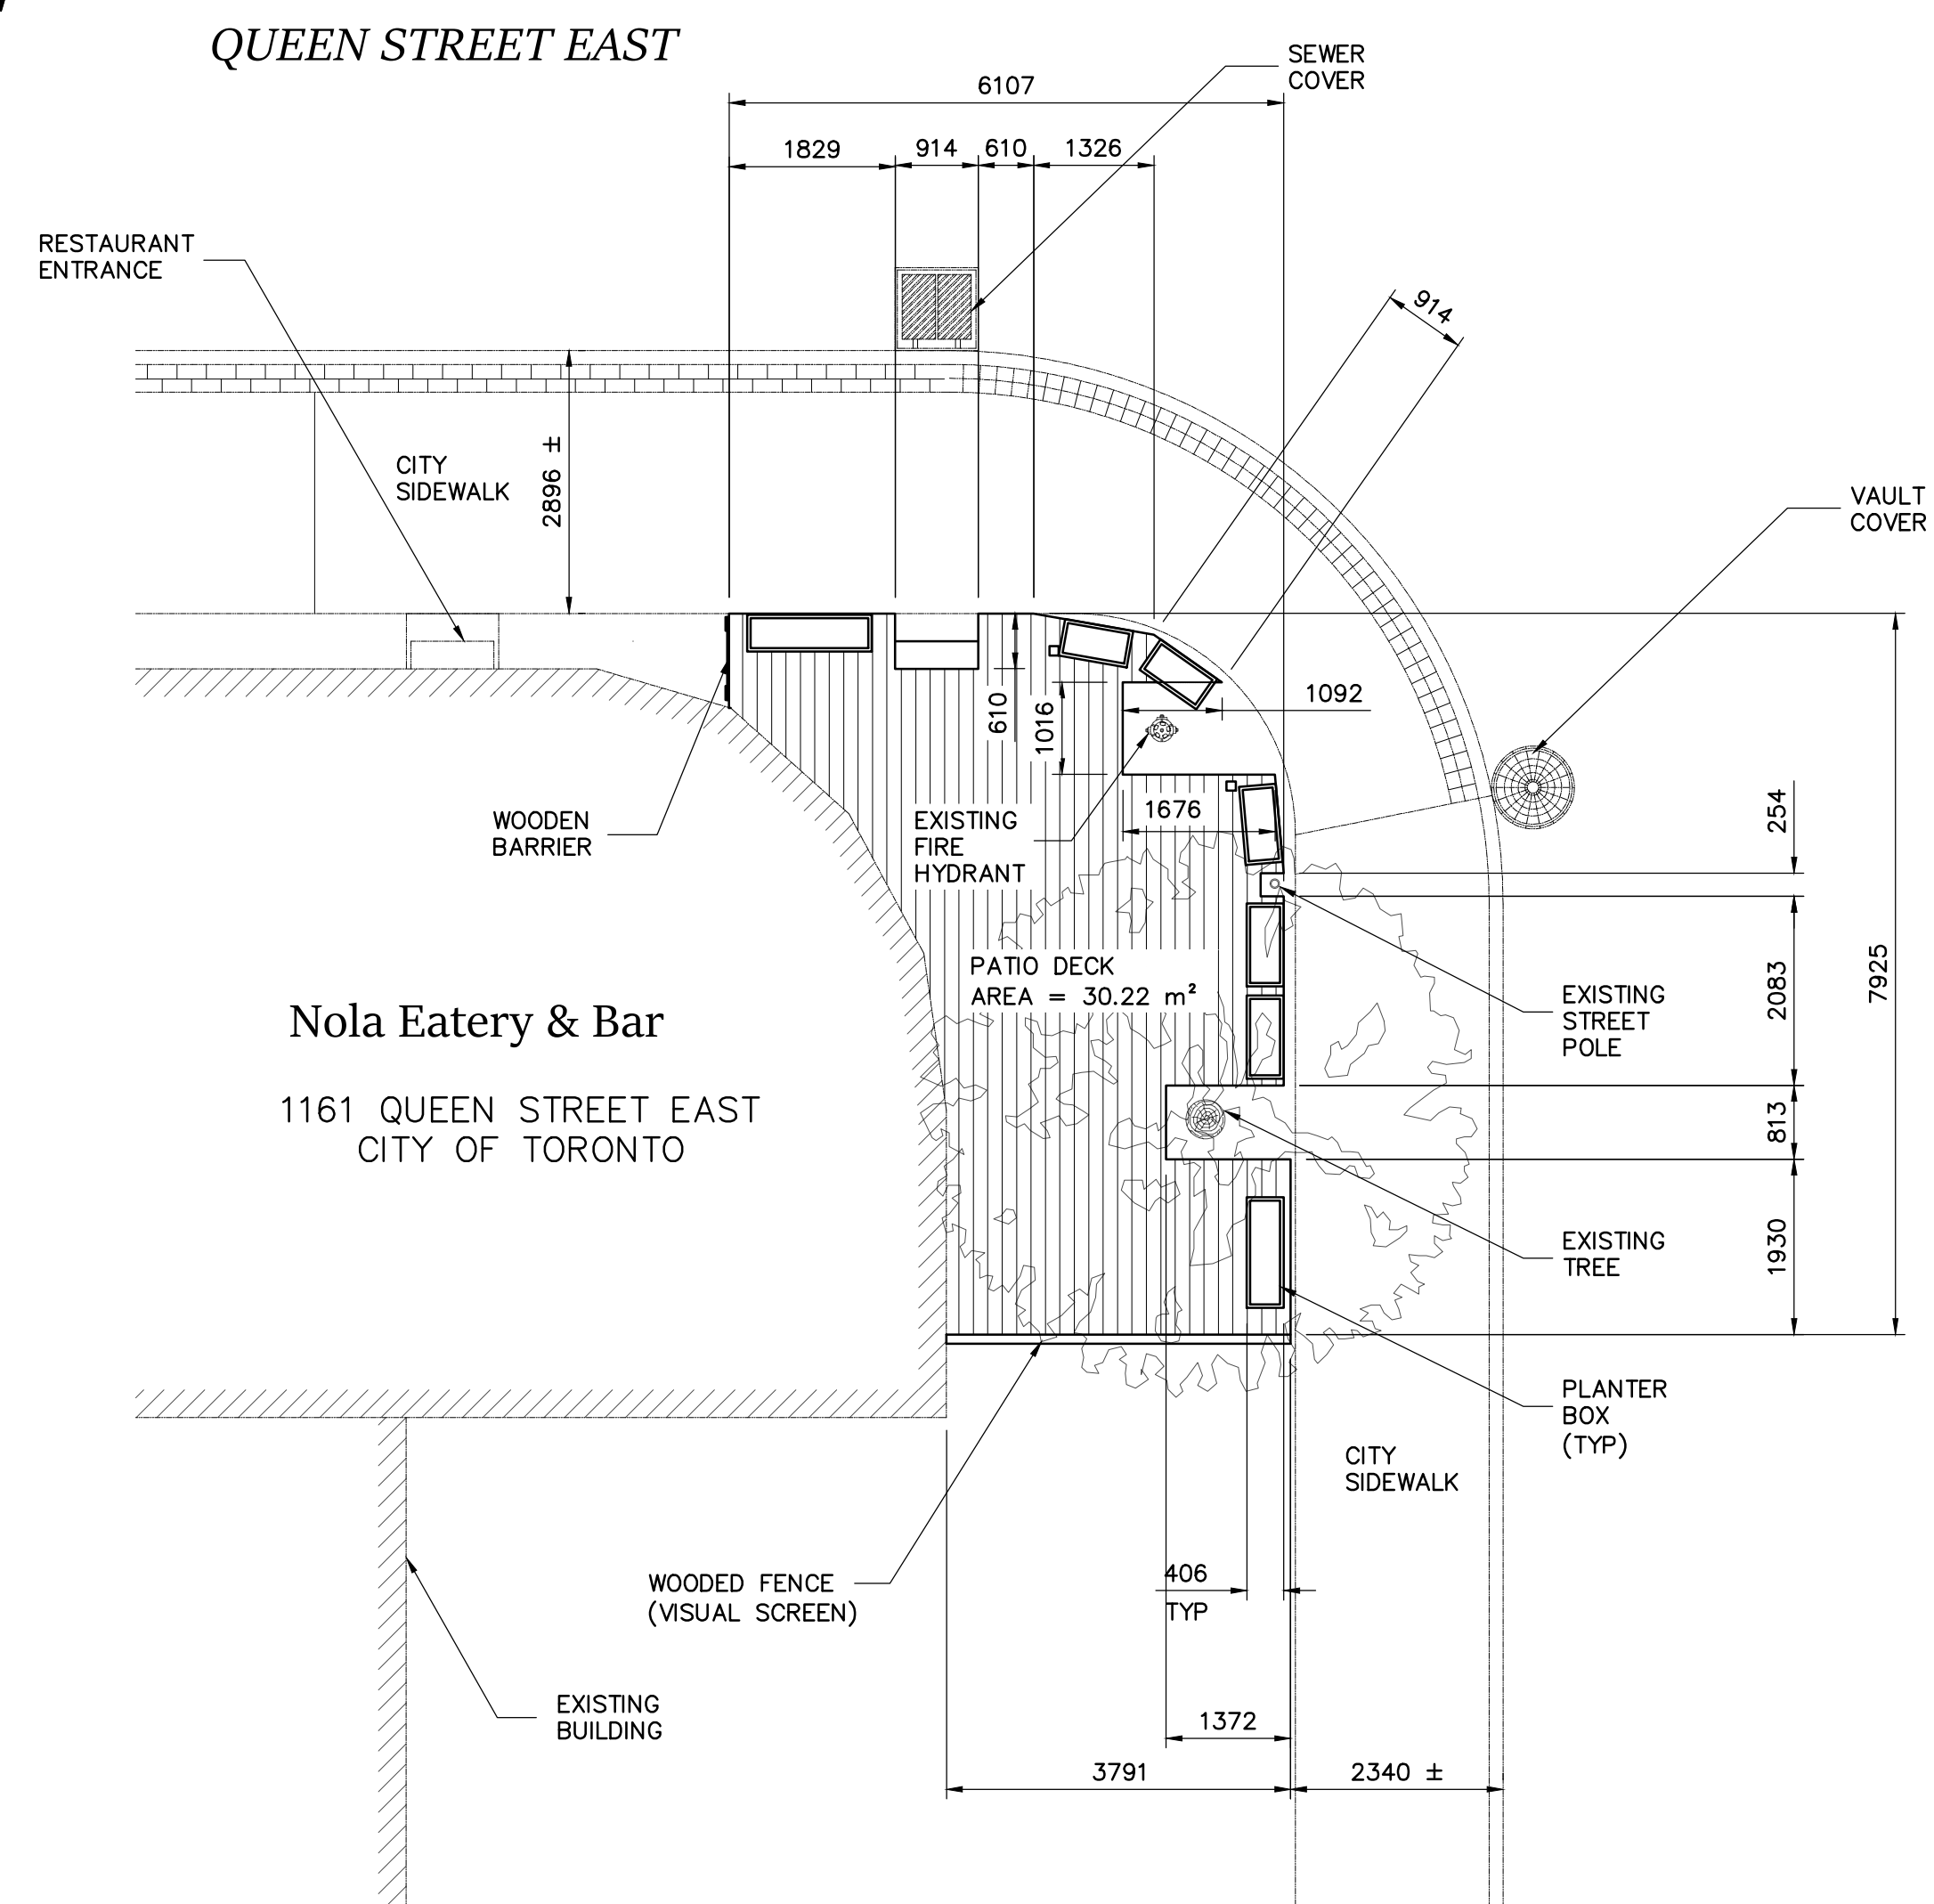 QUEEN STREET EAST
SEWER
COVER
6107
1829
914
610
1326
RESTAURANT
ENTRANCE
914
CITY
SIDEWALK
2896 ±
VAULT
COVER
610
1016
1092
WOODEN
BARRIER
EXISTING
FIRE
HYDRANT
1676
254
PATIO DECK
AREA = 30.22 m²
2083
7925
EXISTING
STREET
POLE
Nola Eatery & Bar
1161 QUEEN STREET EAST
CITY OF TORONTO
813
EXISTING
TREE
1930
PLANTER
BOX
(TYP)
CITY
SIDEWALK
WOODED FENCE
(VISUAL SCREEN)
406
TYP
EXISTING
BUILDING
1372
3791
2340 ±